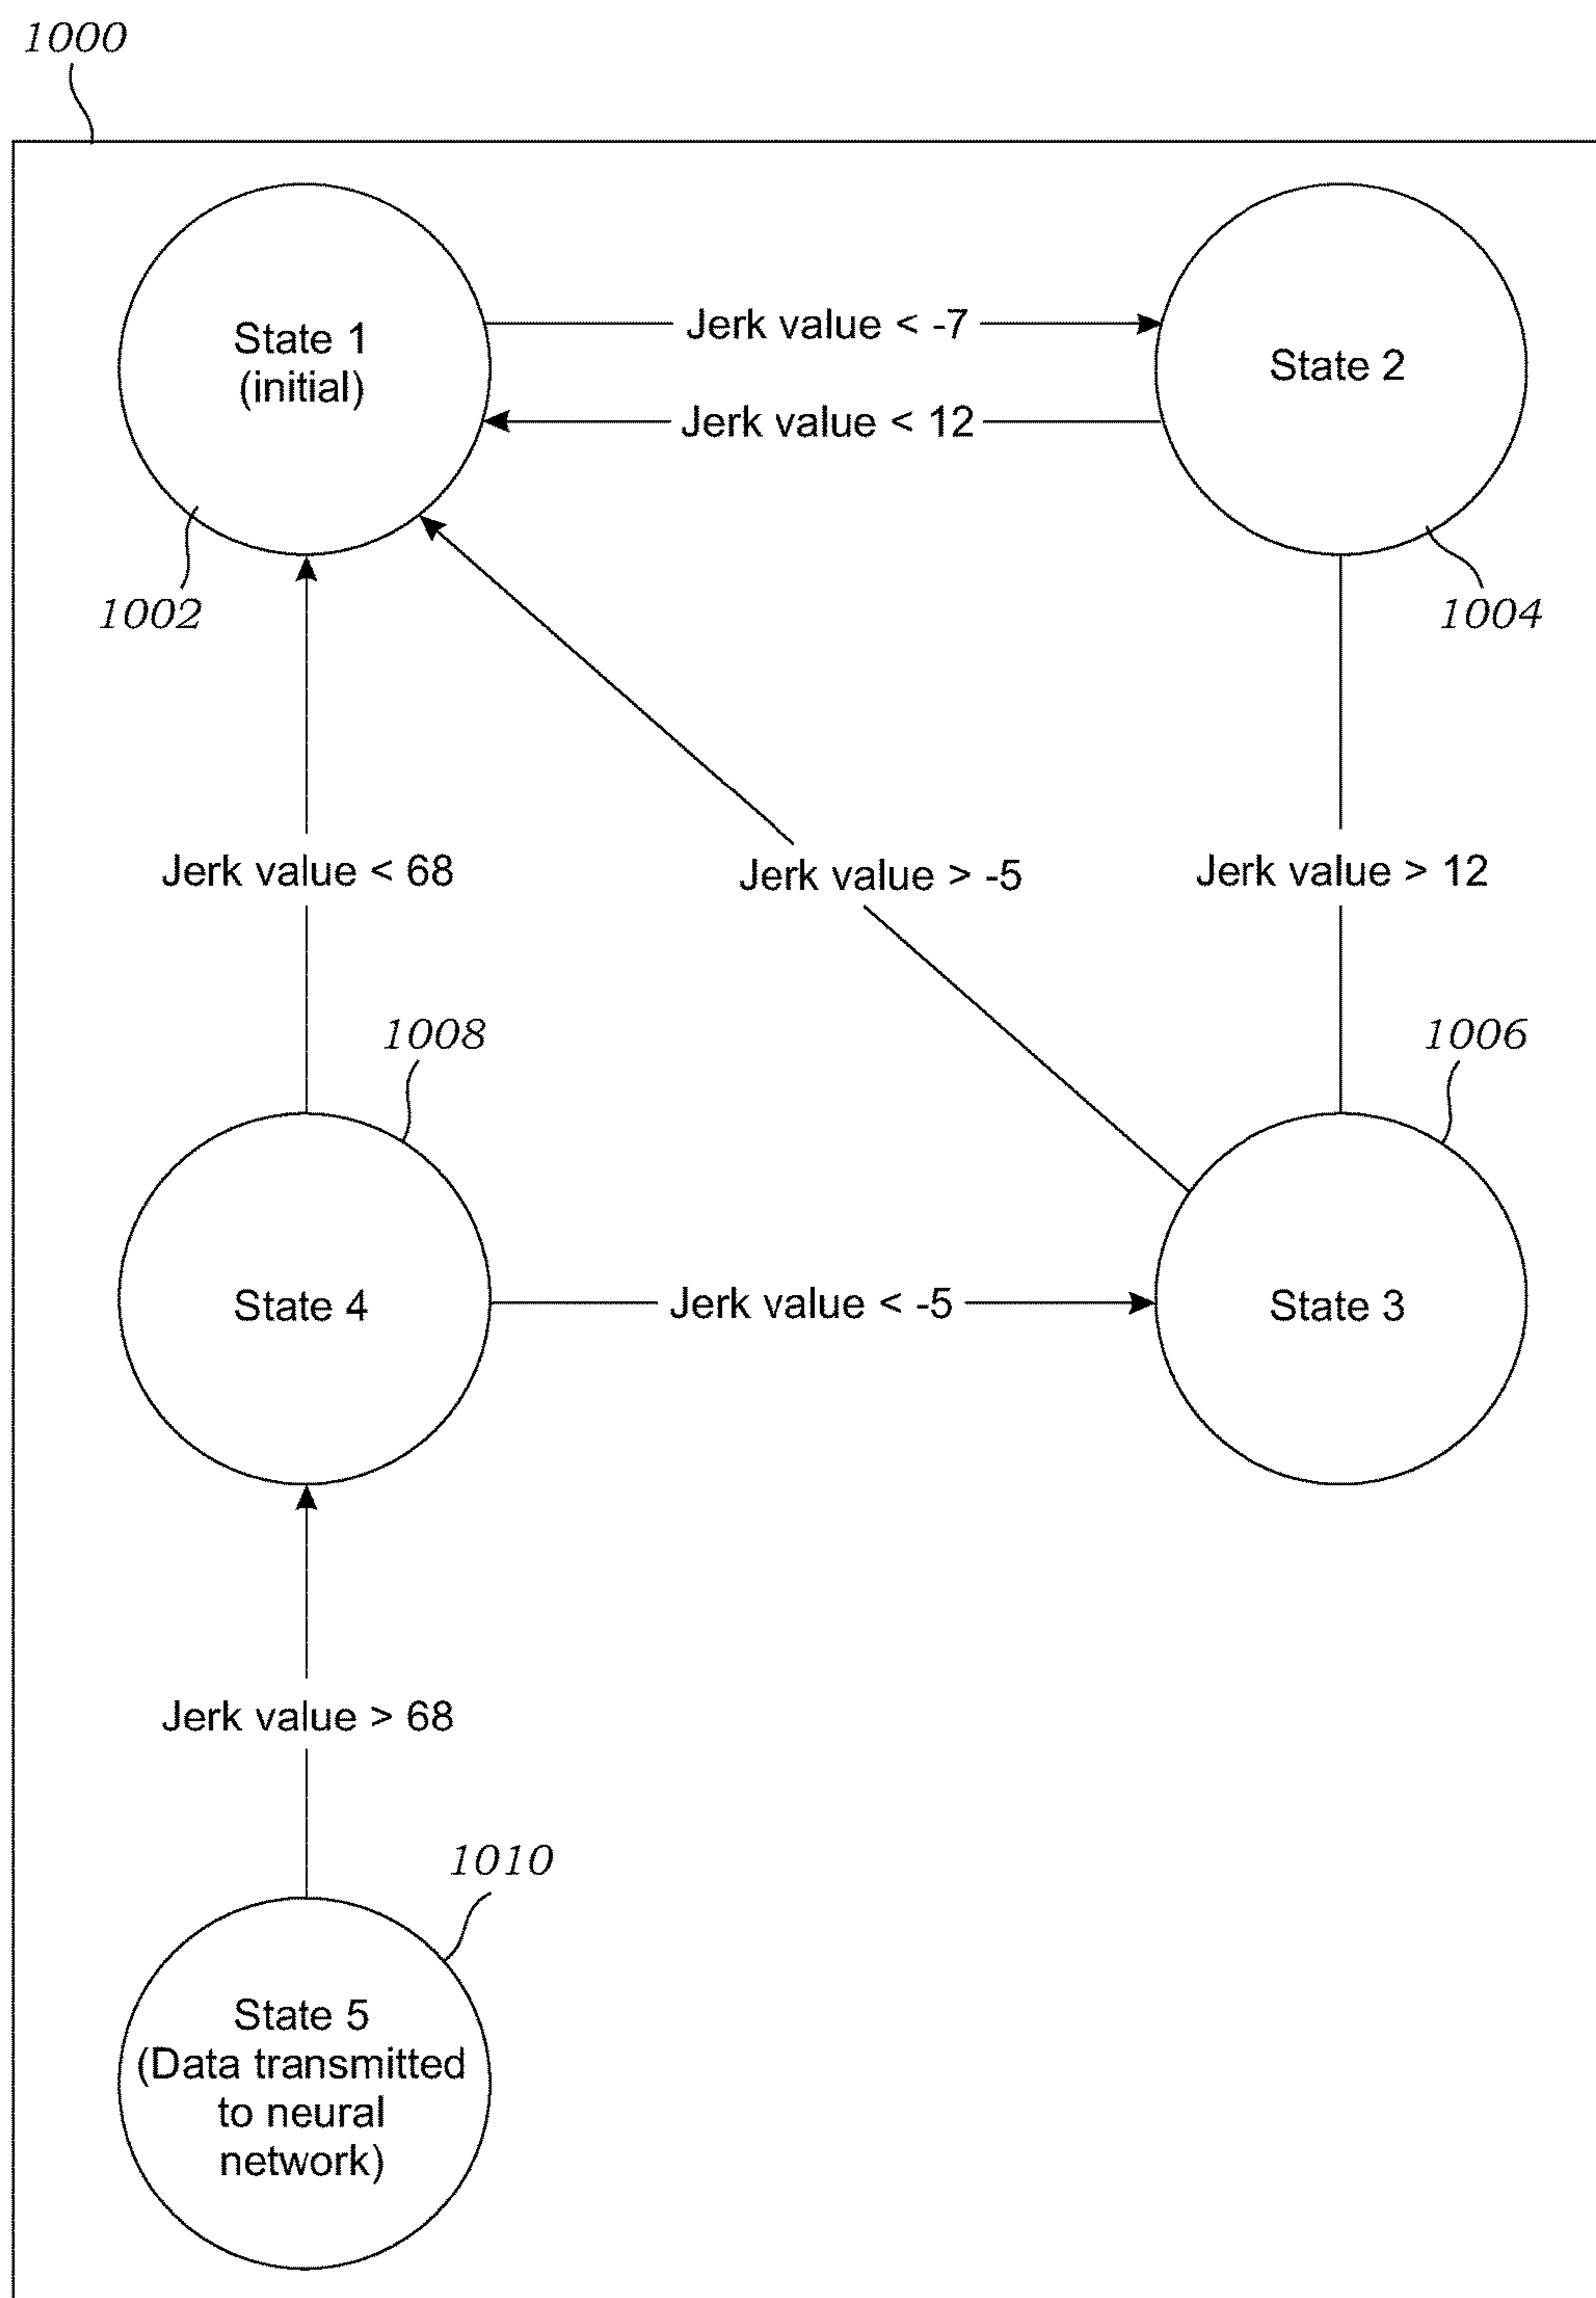 1000
State 1
(initial)
Jerk value < -7
State 2
Jerk value < 12
1002
1004
Jerk value < 68
Jerk value > -5
Jerk value > 12
1008
1006
State 4
Jerk value < -5
State 3
Jerk value > 68
1010
State 5
(Data transmitted
to neural
network)